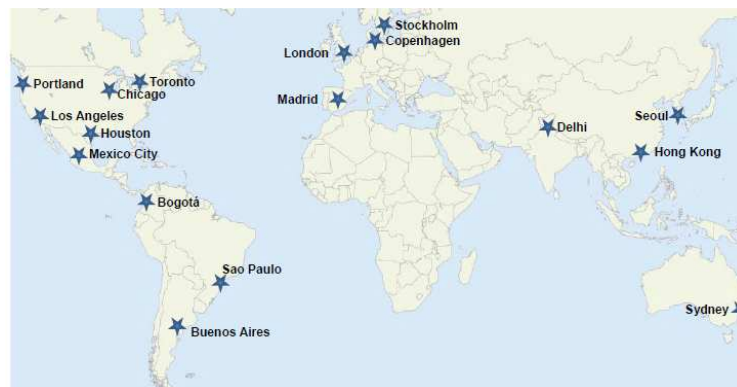 Stockholm
Copenhagen
London
Portland
Toronto
Chicago
Madrid
Los Angeles
Seoul
Houston
Delhi
Mexico City
Hong Kong
Bogotá
Sao Paulo
Sydney
Buenos Aires